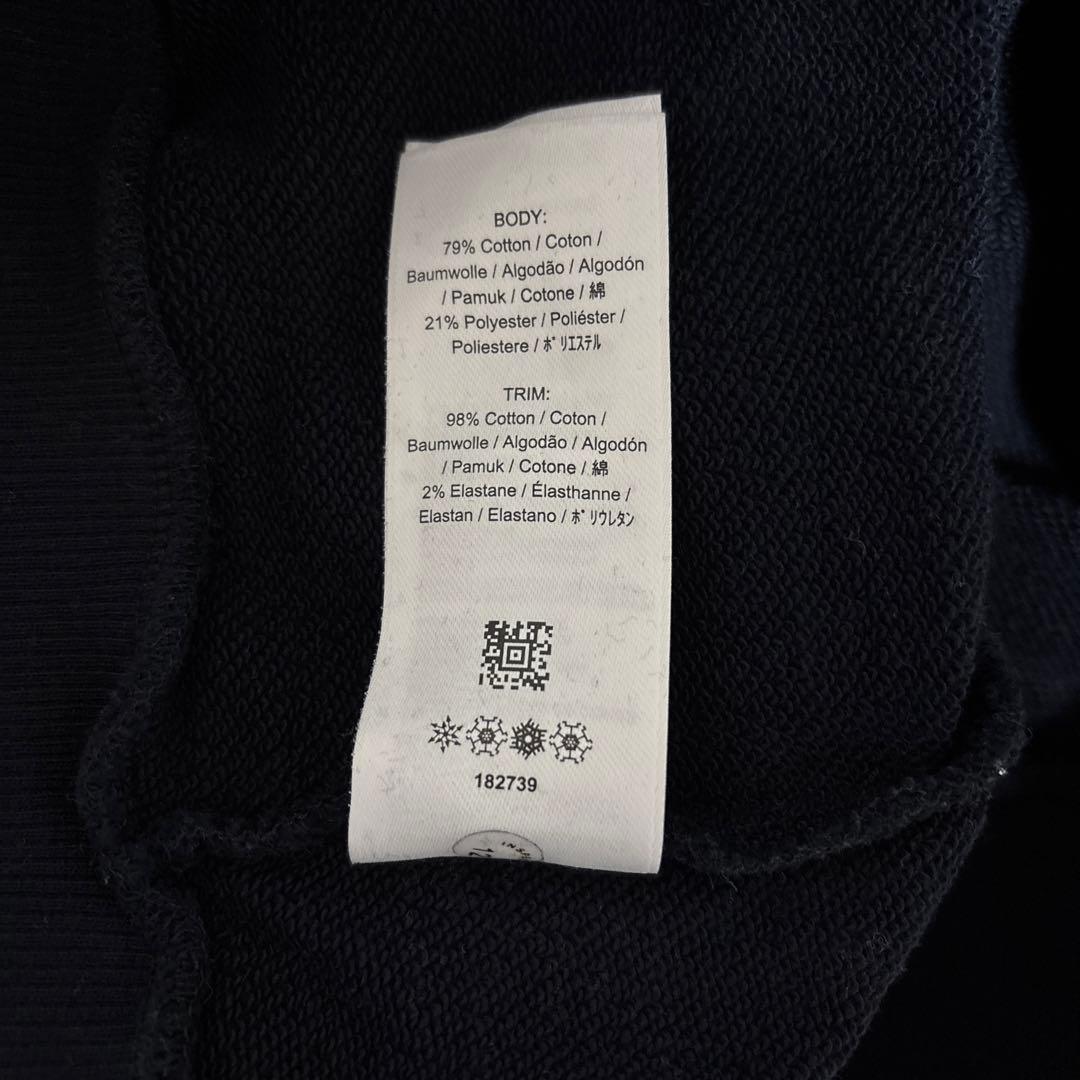 BODY:
79% Cotton / Coton /
Baumwolle / Algodão / Algodón
/ Pamuk / Cotone / 綿
21% Polyester / Poliéster /
Poliestere / ﾎﾟﾘｴｽﾃﾙ
TRIM:
98% Cotton / Coton /
Baumwolle / Algodão / Algodón
/ Pamuk / Cotone / 綿
2% Elastane / Élasthanne /
Elastan / Elastano / ﾎﾟﾘｳﾚﾀﾝ
182739